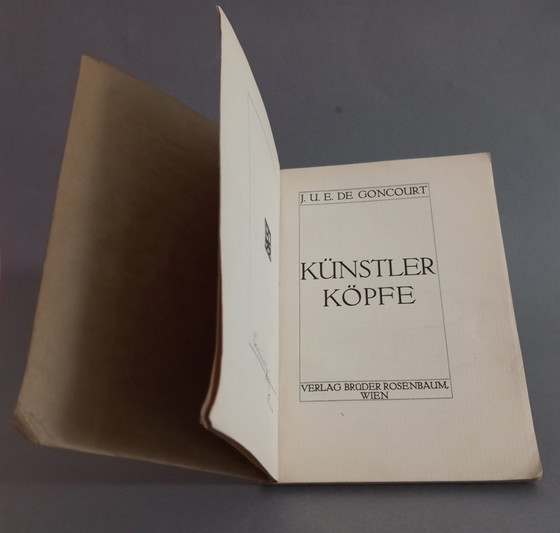 J. U. E. DE GONCOURT
KÜNSTLER
KÖPFE
VERLAG BRÜDER ROSENBAUM,
WIEN